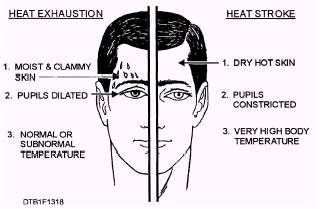 HEAT EXHAUSTION
1. MOIST & CLAMMY
SKIN
2. PUPILS DILATED
3. NORMAL OR
SUBNORMAL
TEMPERATURE
DTB1F1318
HEAT STROKE
1. DRY HOT SKIN
2. PUPILS
CONSTRICTED
3. VERY HIGH BODY
TEMPERATURE